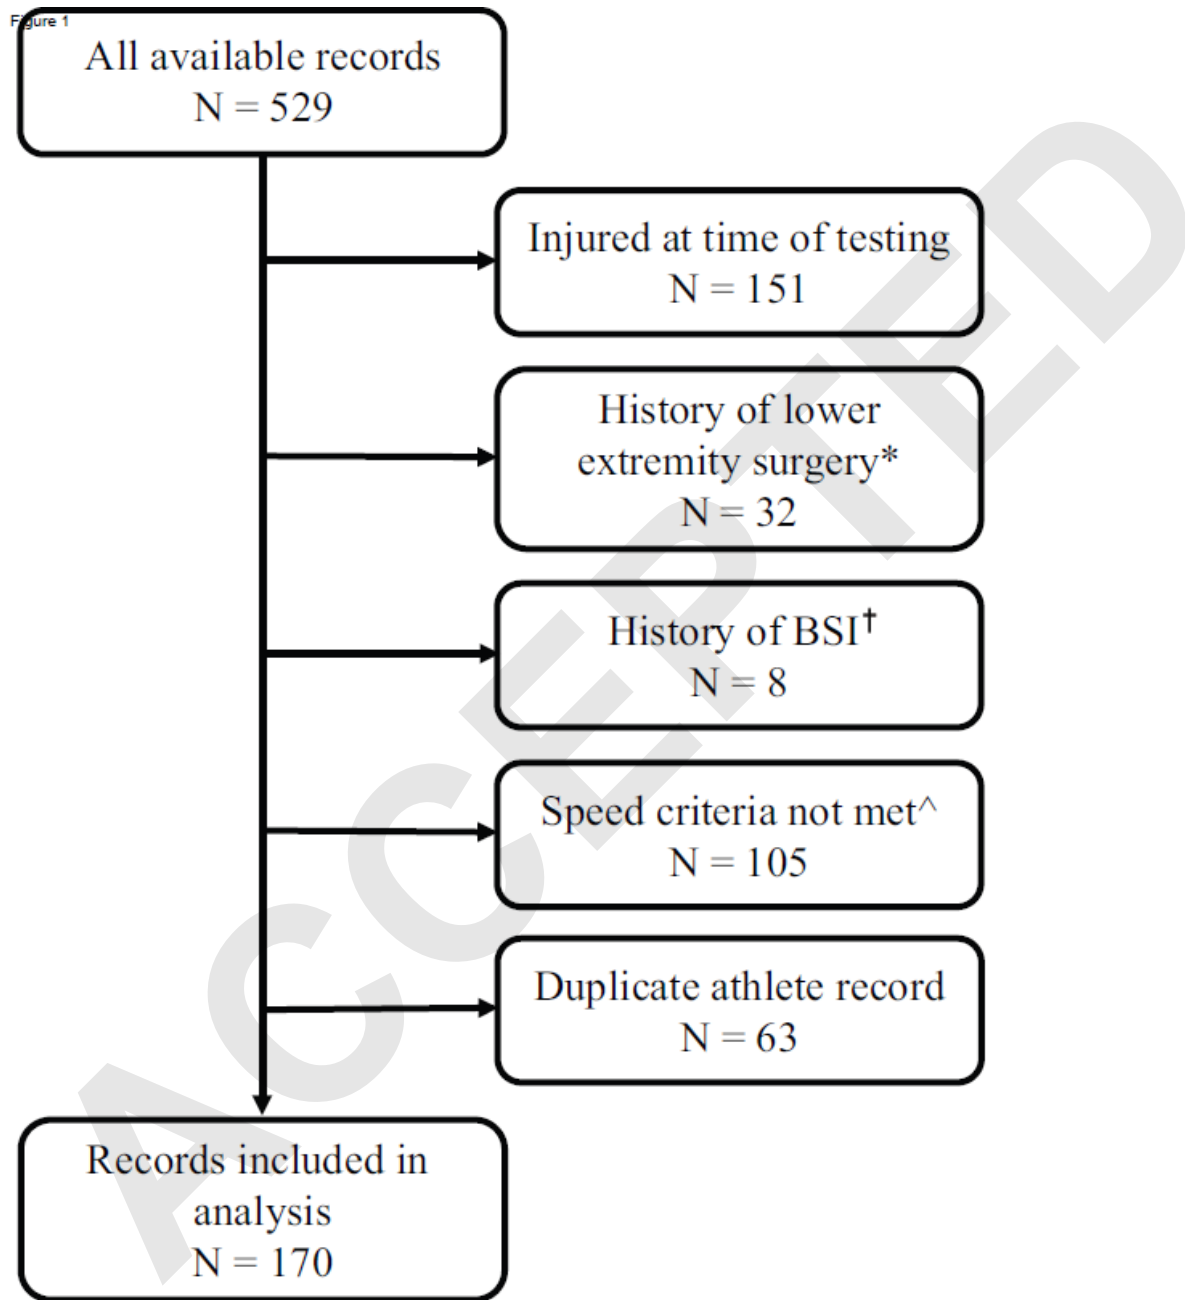 Figure 1
All available records
N = 529
Injured at time of testing
N = 151
History of lower
extremity surgery*
N = 32
History of BSI†
N = 8
Speed criteria not met^
N = 105
Duplicate athlete record
N = 63
Records included in
analysis
N = 170
ACCEPTED